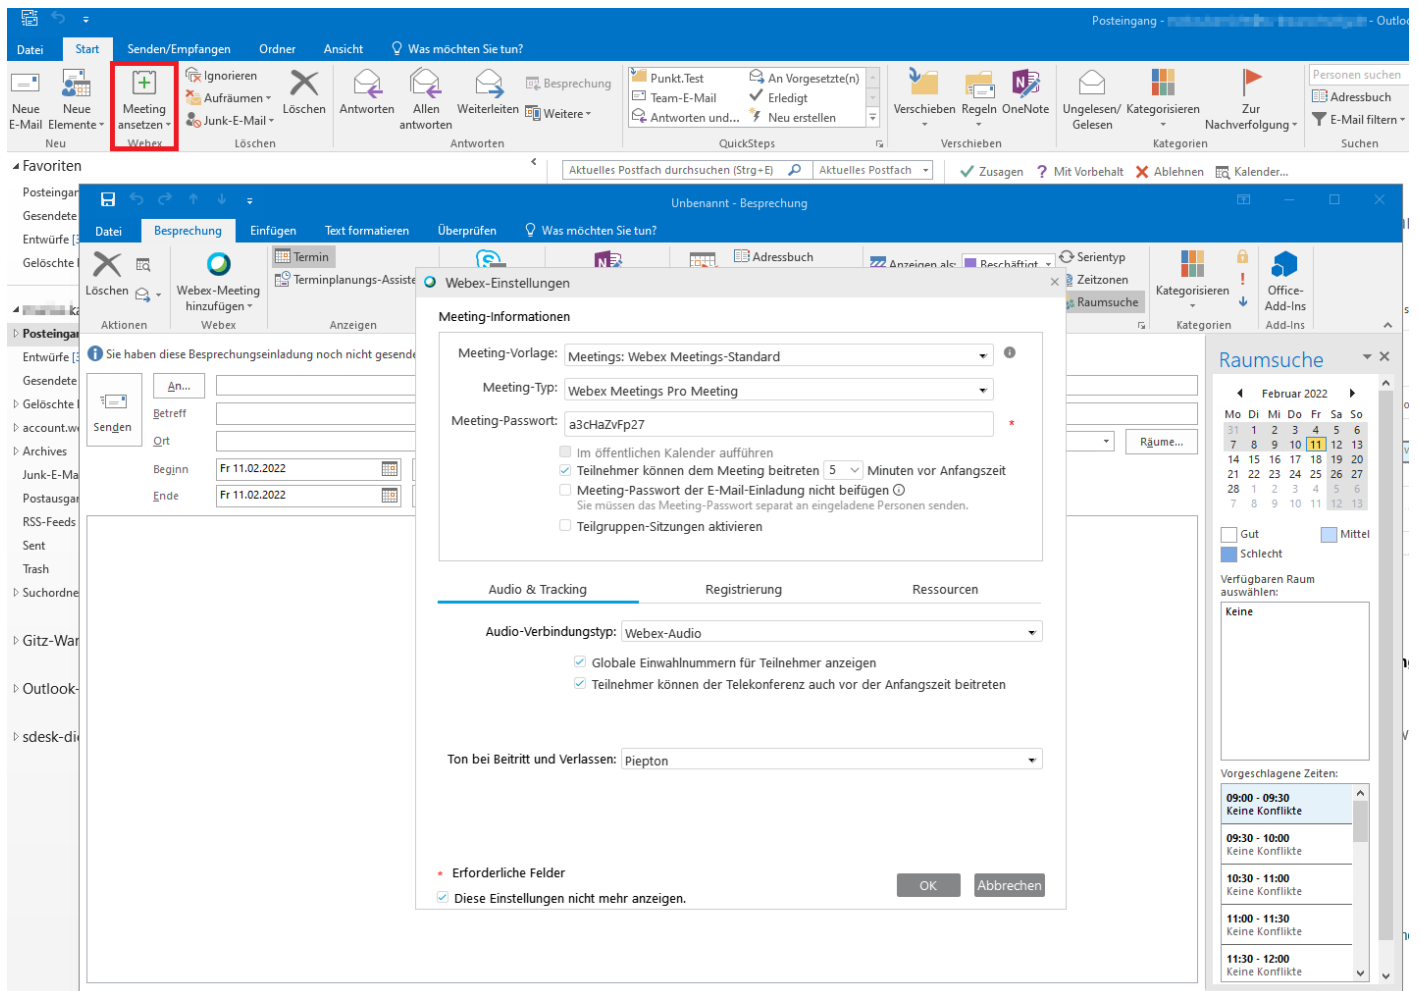 Posteingang - - Outloo
Datei Start Senden/Empfangen Ordner Ansicht Was möchten Sie tun?
Neue E-Mail
Neue Elemente
Meeting ansetzen
Ignorieren
Aufräumen
Junk-E-Mail
Löschen
Antworten
Allen antworten
Weiterleiten
Besprechung
Weitere
Punkt.Test
Team-E-Mail
Antworten und...
An Vorgesetzte(n)
Erledigt
Neu erstellen
Verschieben
Regeln
OneNote
Ungelesen/ Gelesen
Kategorisieren
Zur Nachverfolgung
Personen suchen
Adressbuch
E-Mail filtern
Neu Webex Löschen Antworten QuickSteps Verschieben Kategorien Suchen
Favoriten
Posteingan
Gesendete
Entwürfe [3
Gelöschte
Posteinga
Entwürfe [3
Gesendete
Gelöschte
account.we
Archives
Junk-E-Ma
Postausgar
RSS-Feeds
Sent
Trash
Suchordne
Gitz-War
Outlook-
sdesk-di
Aktuelles Postfach durchsuchen (Strg+E) Aktuelles Postfach
Zusagen Mit Vorbehalt Ablehnen Kalender...
Unbenannt - Besprechung
Datei Besprechung Einfügen Text formatieren Überprüfen Was möchten Sie tun?
Löschen
Webex-Meeting hinzufügen
Termin
Terminplanungs-Assiste
Adressbuch
Anzeigen als: Beschäftigt
Serientyp
Zeitzonen
Raumsuche
Kategorisieren
Office-Add-Ins
Aktionen Webex Anzeigen Kategorien Add-Ins
Sie haben diese Besprechungseinladung noch nicht gesende
Senden
An...
Betreff
Ort
Räume...
Beginn Fr 11.02.2022
Ende Fr 11.02.2022
Webex-Einstellungen
Meeting-Informationen
Meeting-Vorlage: Meetings: Webex Meetings-Standard
Meeting-Typ: Webex Meetings Pro Meeting
Meeting-Passwort: a3cHaZvFp27 *
Im öffentlichen Kalender aufführen
Teilnehmer können dem Meeting beitreten 5 Minuten vor Anfangszeit
Meeting-Passwort der E-Mail-Einladung nicht beifügen
Sie müssen das Meeting-Passwort separat an eingeladene Personen senden.
Teilgruppen-Sitzungen aktivieren
Audio & Tracking Registrierung Ressourcen
Audio-Verbindungstyp: Webex-Audio
Globale Einwahlnummern für Teilnehmer anzeigen
Teilnehmer können der Telekonferenz auch vor der Anfangszeit beitreten
Ton bei Beitritt und Verlassen: Piepton
* Erforderliche Felder
Diese Einstellungen nicht mehr anzeigen.
OK Abbrechen
Raumsuche
Februar 2022
Mo Di Mi Do Fr Sa So
31 1 2 3 4 5 6
7 8 9 10 11 12 13
14 15 16 17 18 19 20
21 22 23 24 25 26 27
28 1 2 3 4 5 6
7 8 9 10 11 12 13
Gut Mittel
Schlecht
Verfügbaren Raum
auswählen:
Keine
Vorgeschlagene Zeiten:
09:00 - 09:30
Keine Konflikte
09:30 - 10:00
Keine Konflikte
10:30 - 11:00
Keine Konflikte
11:00 - 11:30
Keine Konflikte
11:30 - 12:00
Keine Konflikte